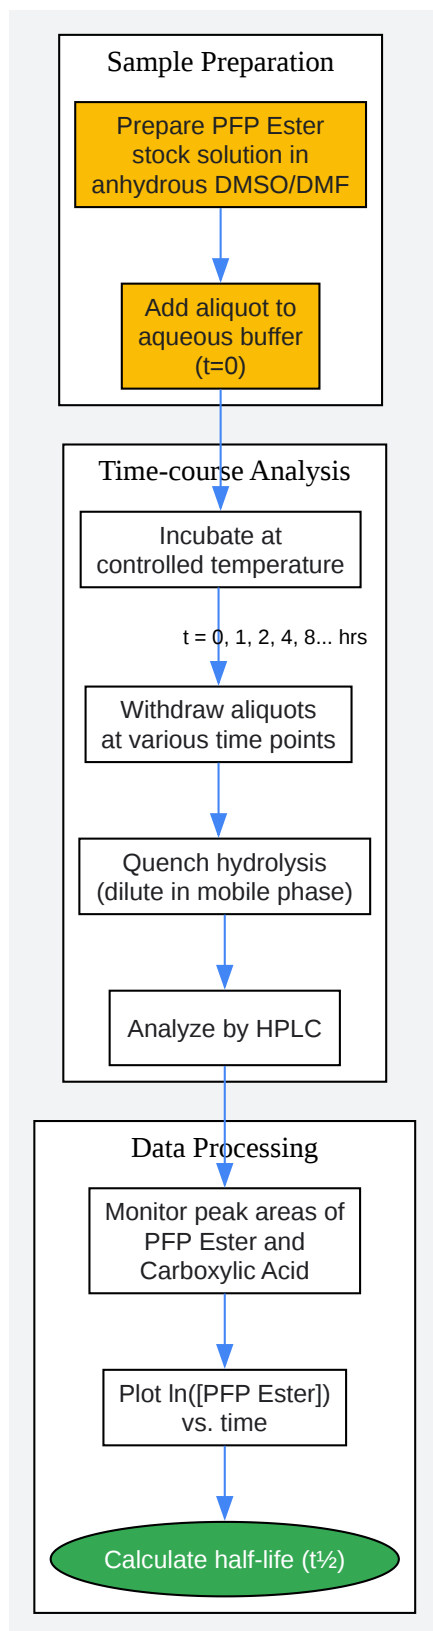 Sample Preparation
Prepare PFP Ester
stock solution in
anhydrous DMSO/DMF
Add aliquot to
aqueous buffer
(t=0)
Time-course Analysis
Incubate at
controlled temperature
t = 0, 1, 2, 4, 8... hrs
Withdraw aliquots
at various time points
Quench hydrolysis
(dilute in mobile phase)
Analyze by HPLC
Data Processing
Monitor peak areas of
PFP Ester and
Carboxylic Acid
Plot ln([PFP Ester])
vs. time
Calculate half-life (t½)